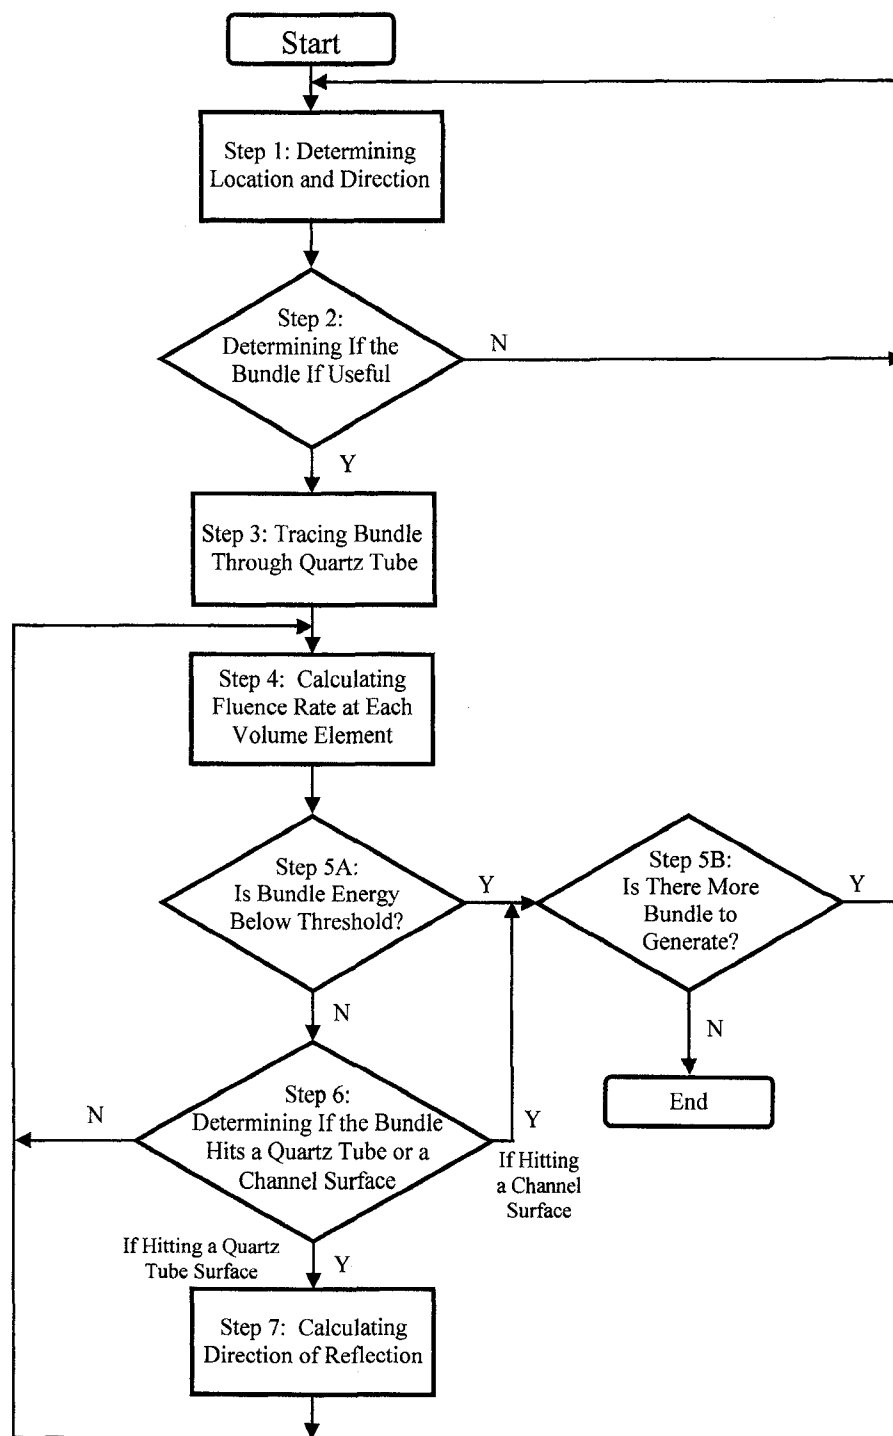 Start
Step 1: Determining
Location and Direction
Step 2:
Determining If the
Bundle If Useful
N
Y
Step 3: Tracing Bundle
Through Quartz Tube
Step 4: Calculating
Fluence Rate at Each
Volume Element
Step 5A:
Is Bundle Energy
Below Threshold?
Y
N
Step 5B:
Is There More
Bundle to
Generate?
Y
N
End
Step 6:
Determining If the Bundle
Hits a Quartz Tube or a
Channel Surface
N
Y
If Hitting
a Channel
Surface
If Hitting a Quartz
Tube Surface
Y
Step 7: Calculating
Direction of Reflection